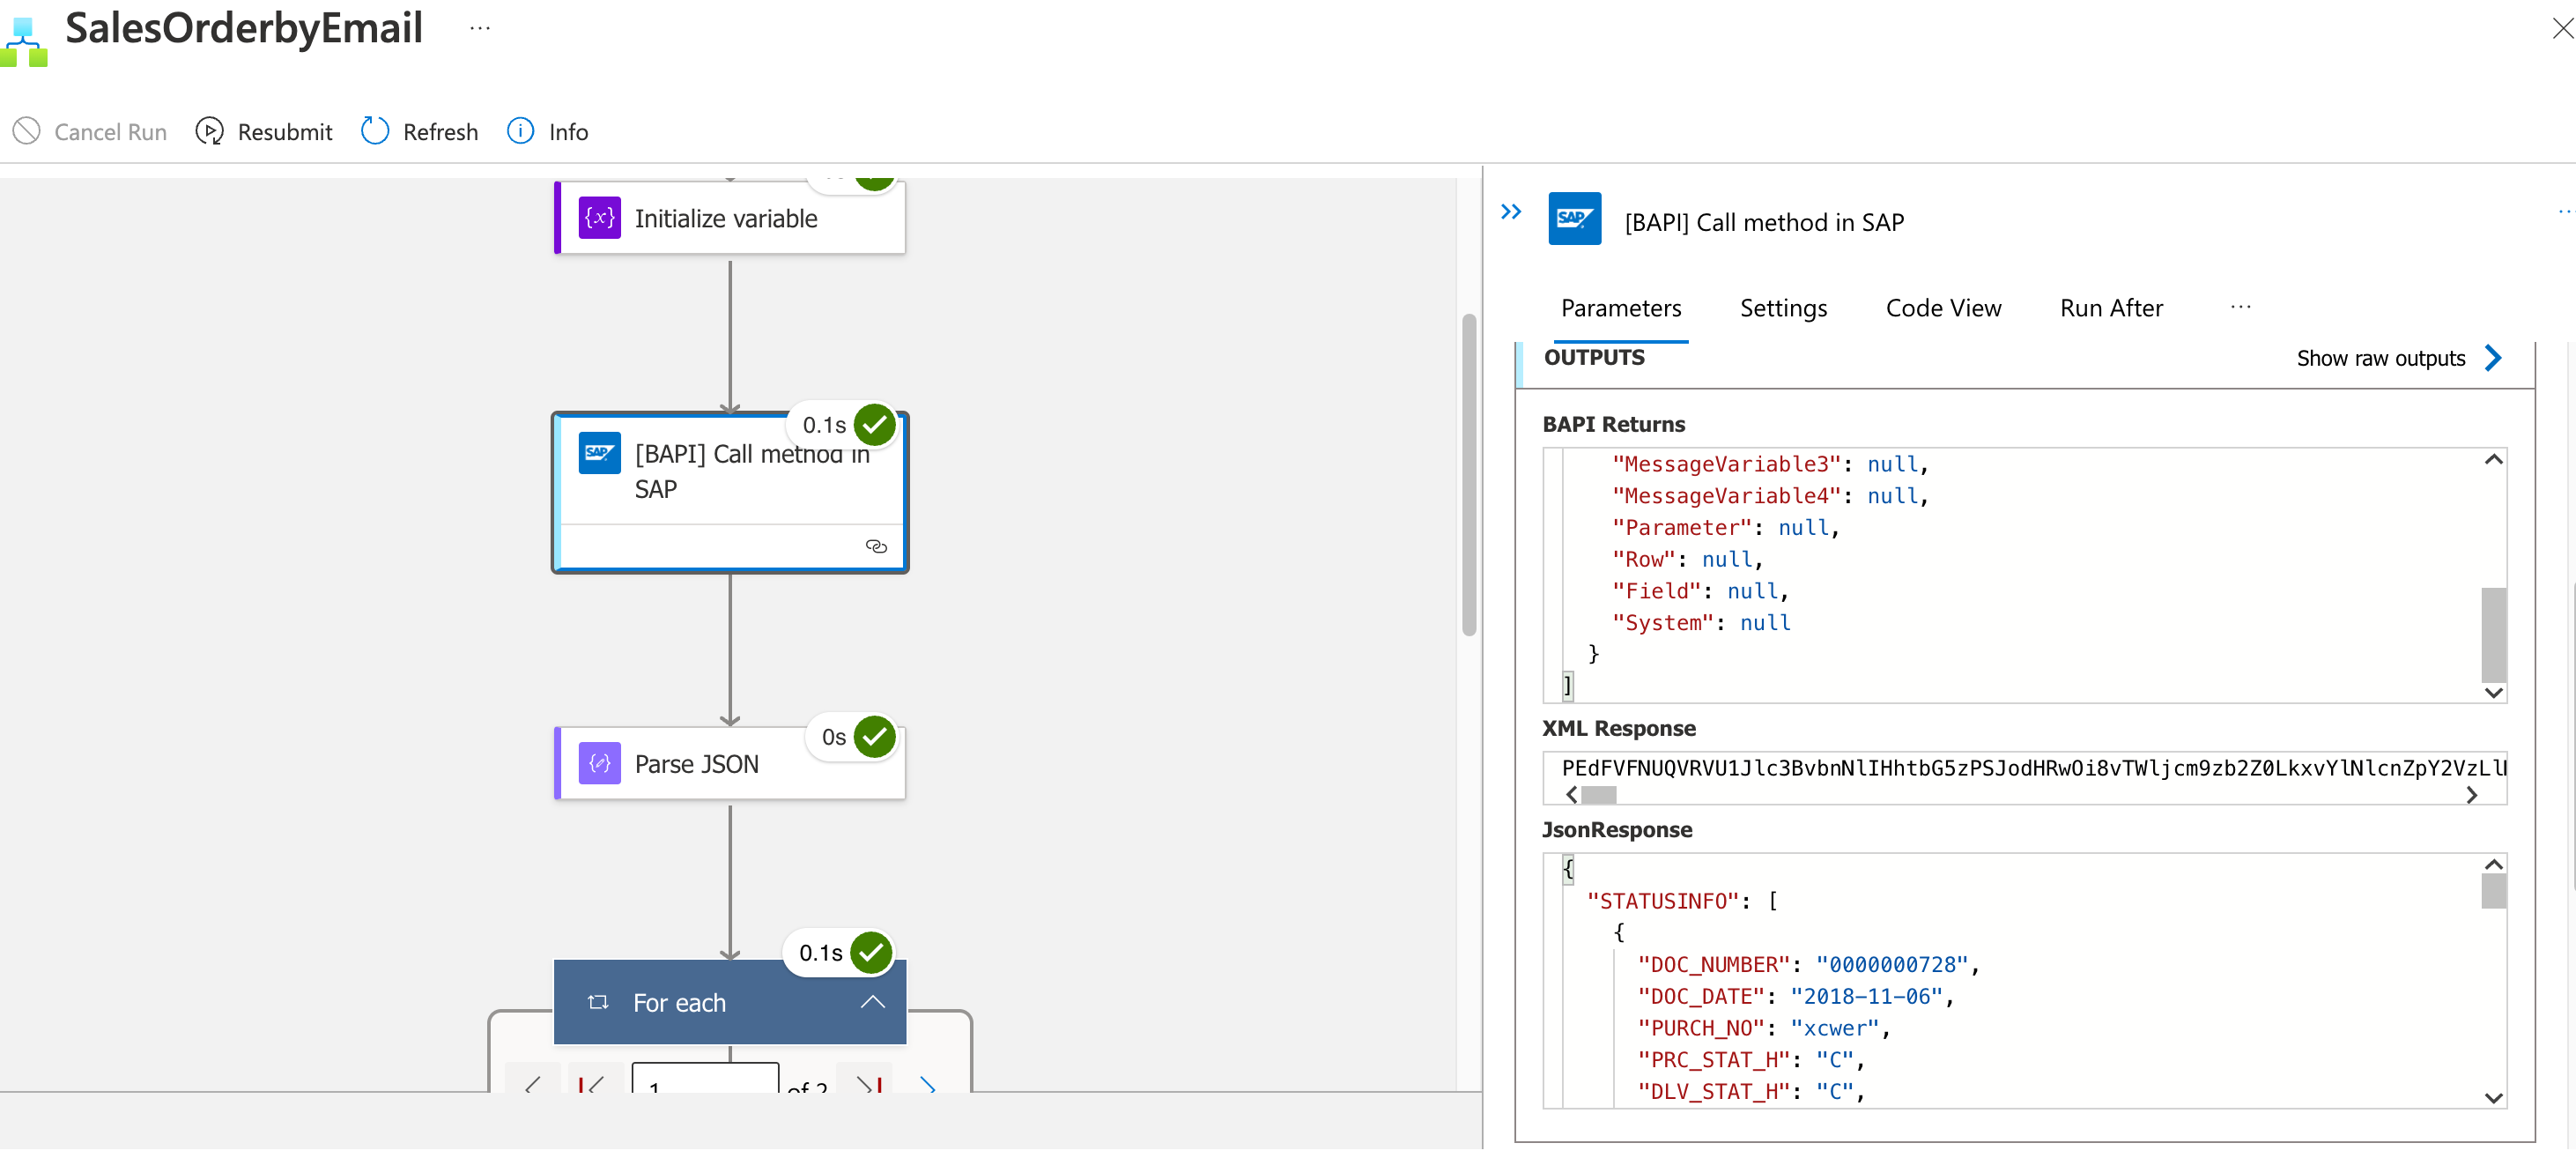 SalesOrderbyEmail ...
Cancel Run Resubmit Refresh Info
{x} Initialize variable
0.1s
SAP [BAPI] Call method in
SAP
0s
Parse JSON
0.1s
For each
1 of 2
SAP [BAPI] Call method in SAP
Parameters Settings Code View Run After ...
OUTPUTS Show raw outputs
BAPI Returns
"MessageVariable3": null,
"MessageVariable4": null,
"Parameter": null,
"Row": null,
"Field": null,
"System": null
}
]
XML Response
JsonResponse
{
"STATUSINFO": [
{
"DOC_NUMBER": "0000000728",
"DOC_DATE": "2018-11-06",
"PURCH_NO": "xcwer",
"PRC_STAT_H": "C",
"DLV_STAT_H": "C",